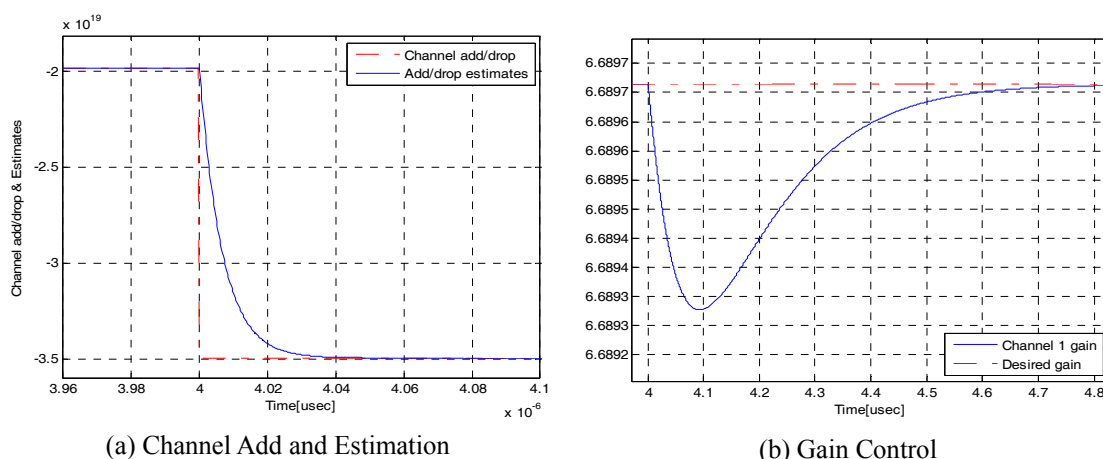 x 10^19
Channel add/drop
Add/drop estimates
-2
-2.5
-3
-3.5
Channel add/drop & Estimates
3.96 3.98 4 4.02 4.04 4.06 4.08 4.1
Time[usec]
x 10^-6
(a) Channel Add and Estimation
6.6897
6.6897
6.6896
6.6896
6.6895
6.6895
6.6894
6.6894
6.6893
6.6893
6.6892
Channel 1 gain
Desired gain
4 4.1 4.2 4.3 4.4 4.5 4.6 4.7 4.8
Time[usec]
(b) Gain Control